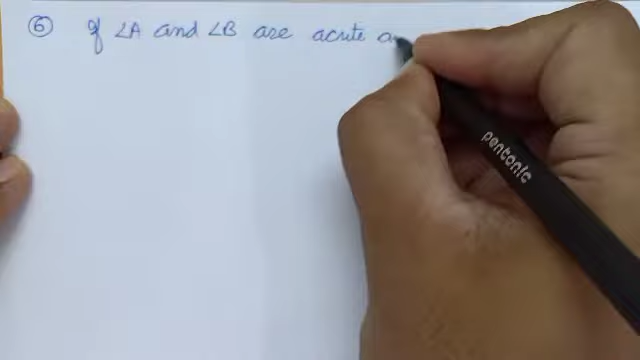 ⑥ If ∠A and ∠B are acute a
pentonic